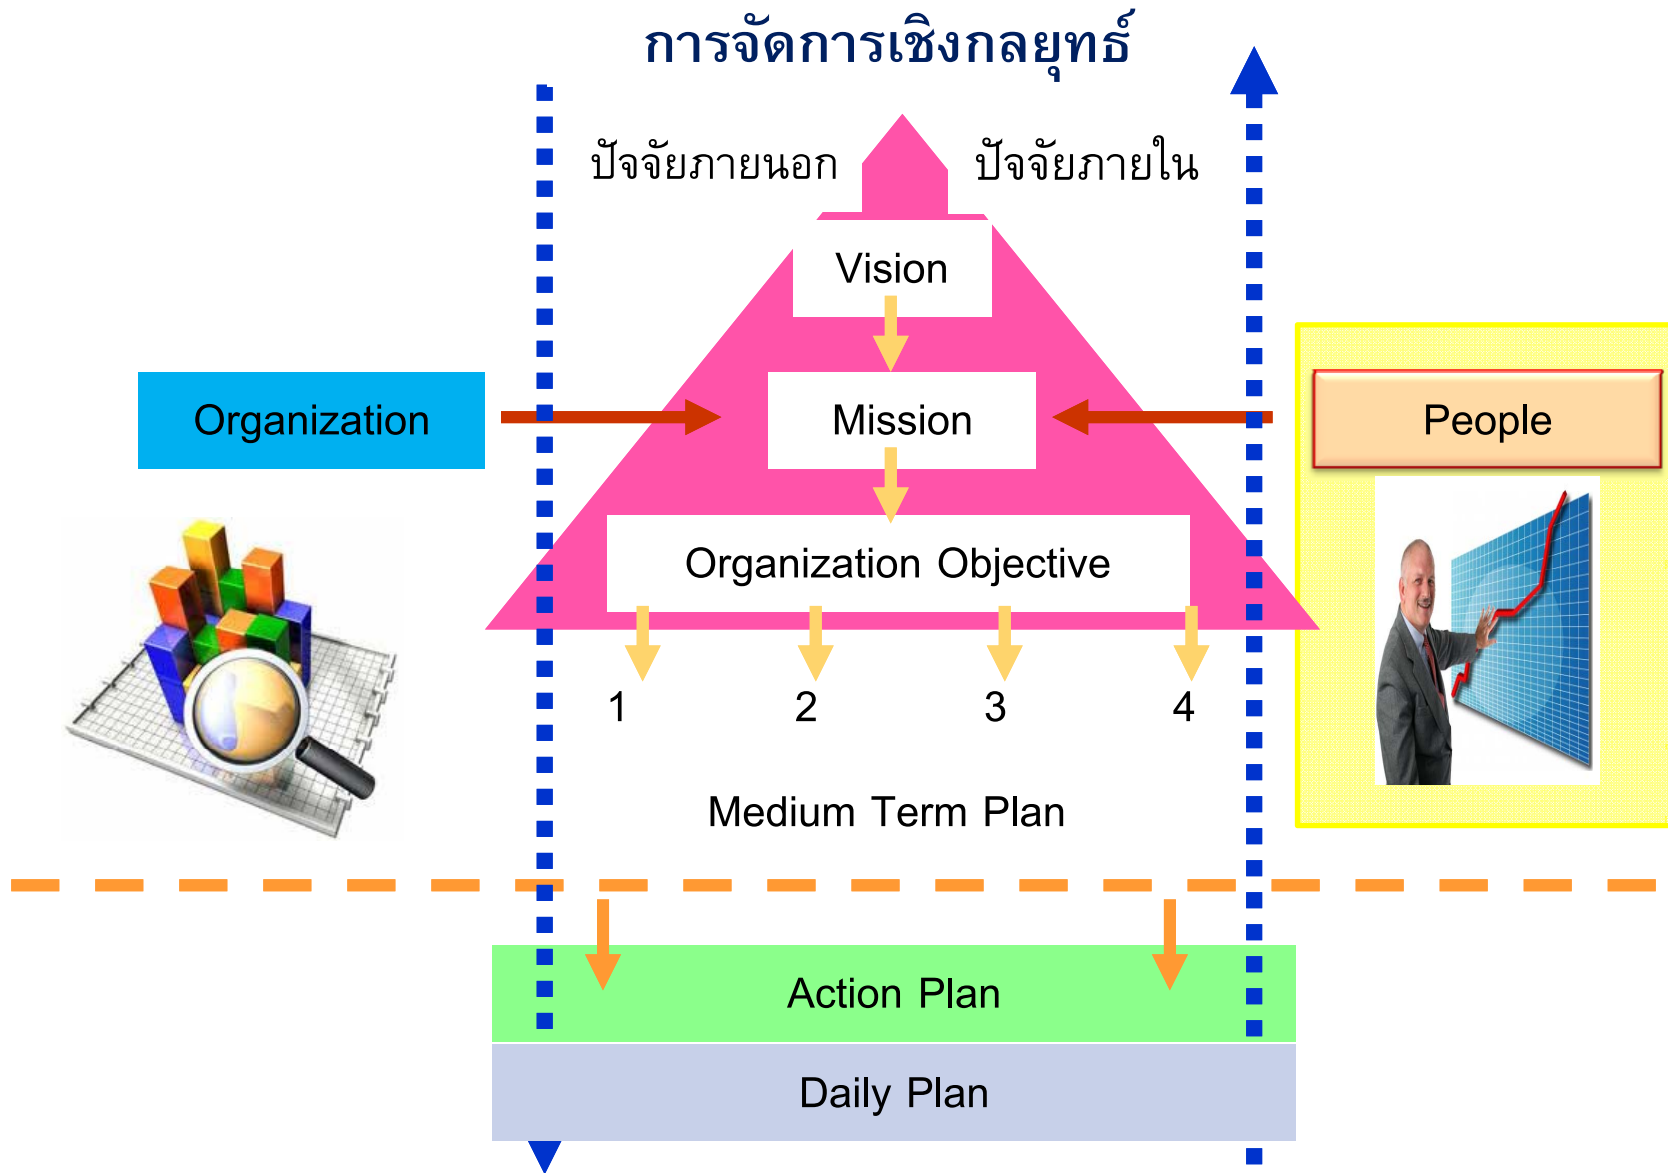 การจัดการเชิงกลยุทธ์
ปัจจัยภายนอก
ปัจจัยภายใน
Vision
Organization
Mission
People
Organization Objective
1
2
3
4
Medium Term Plan
Action Plan
Daily Plan